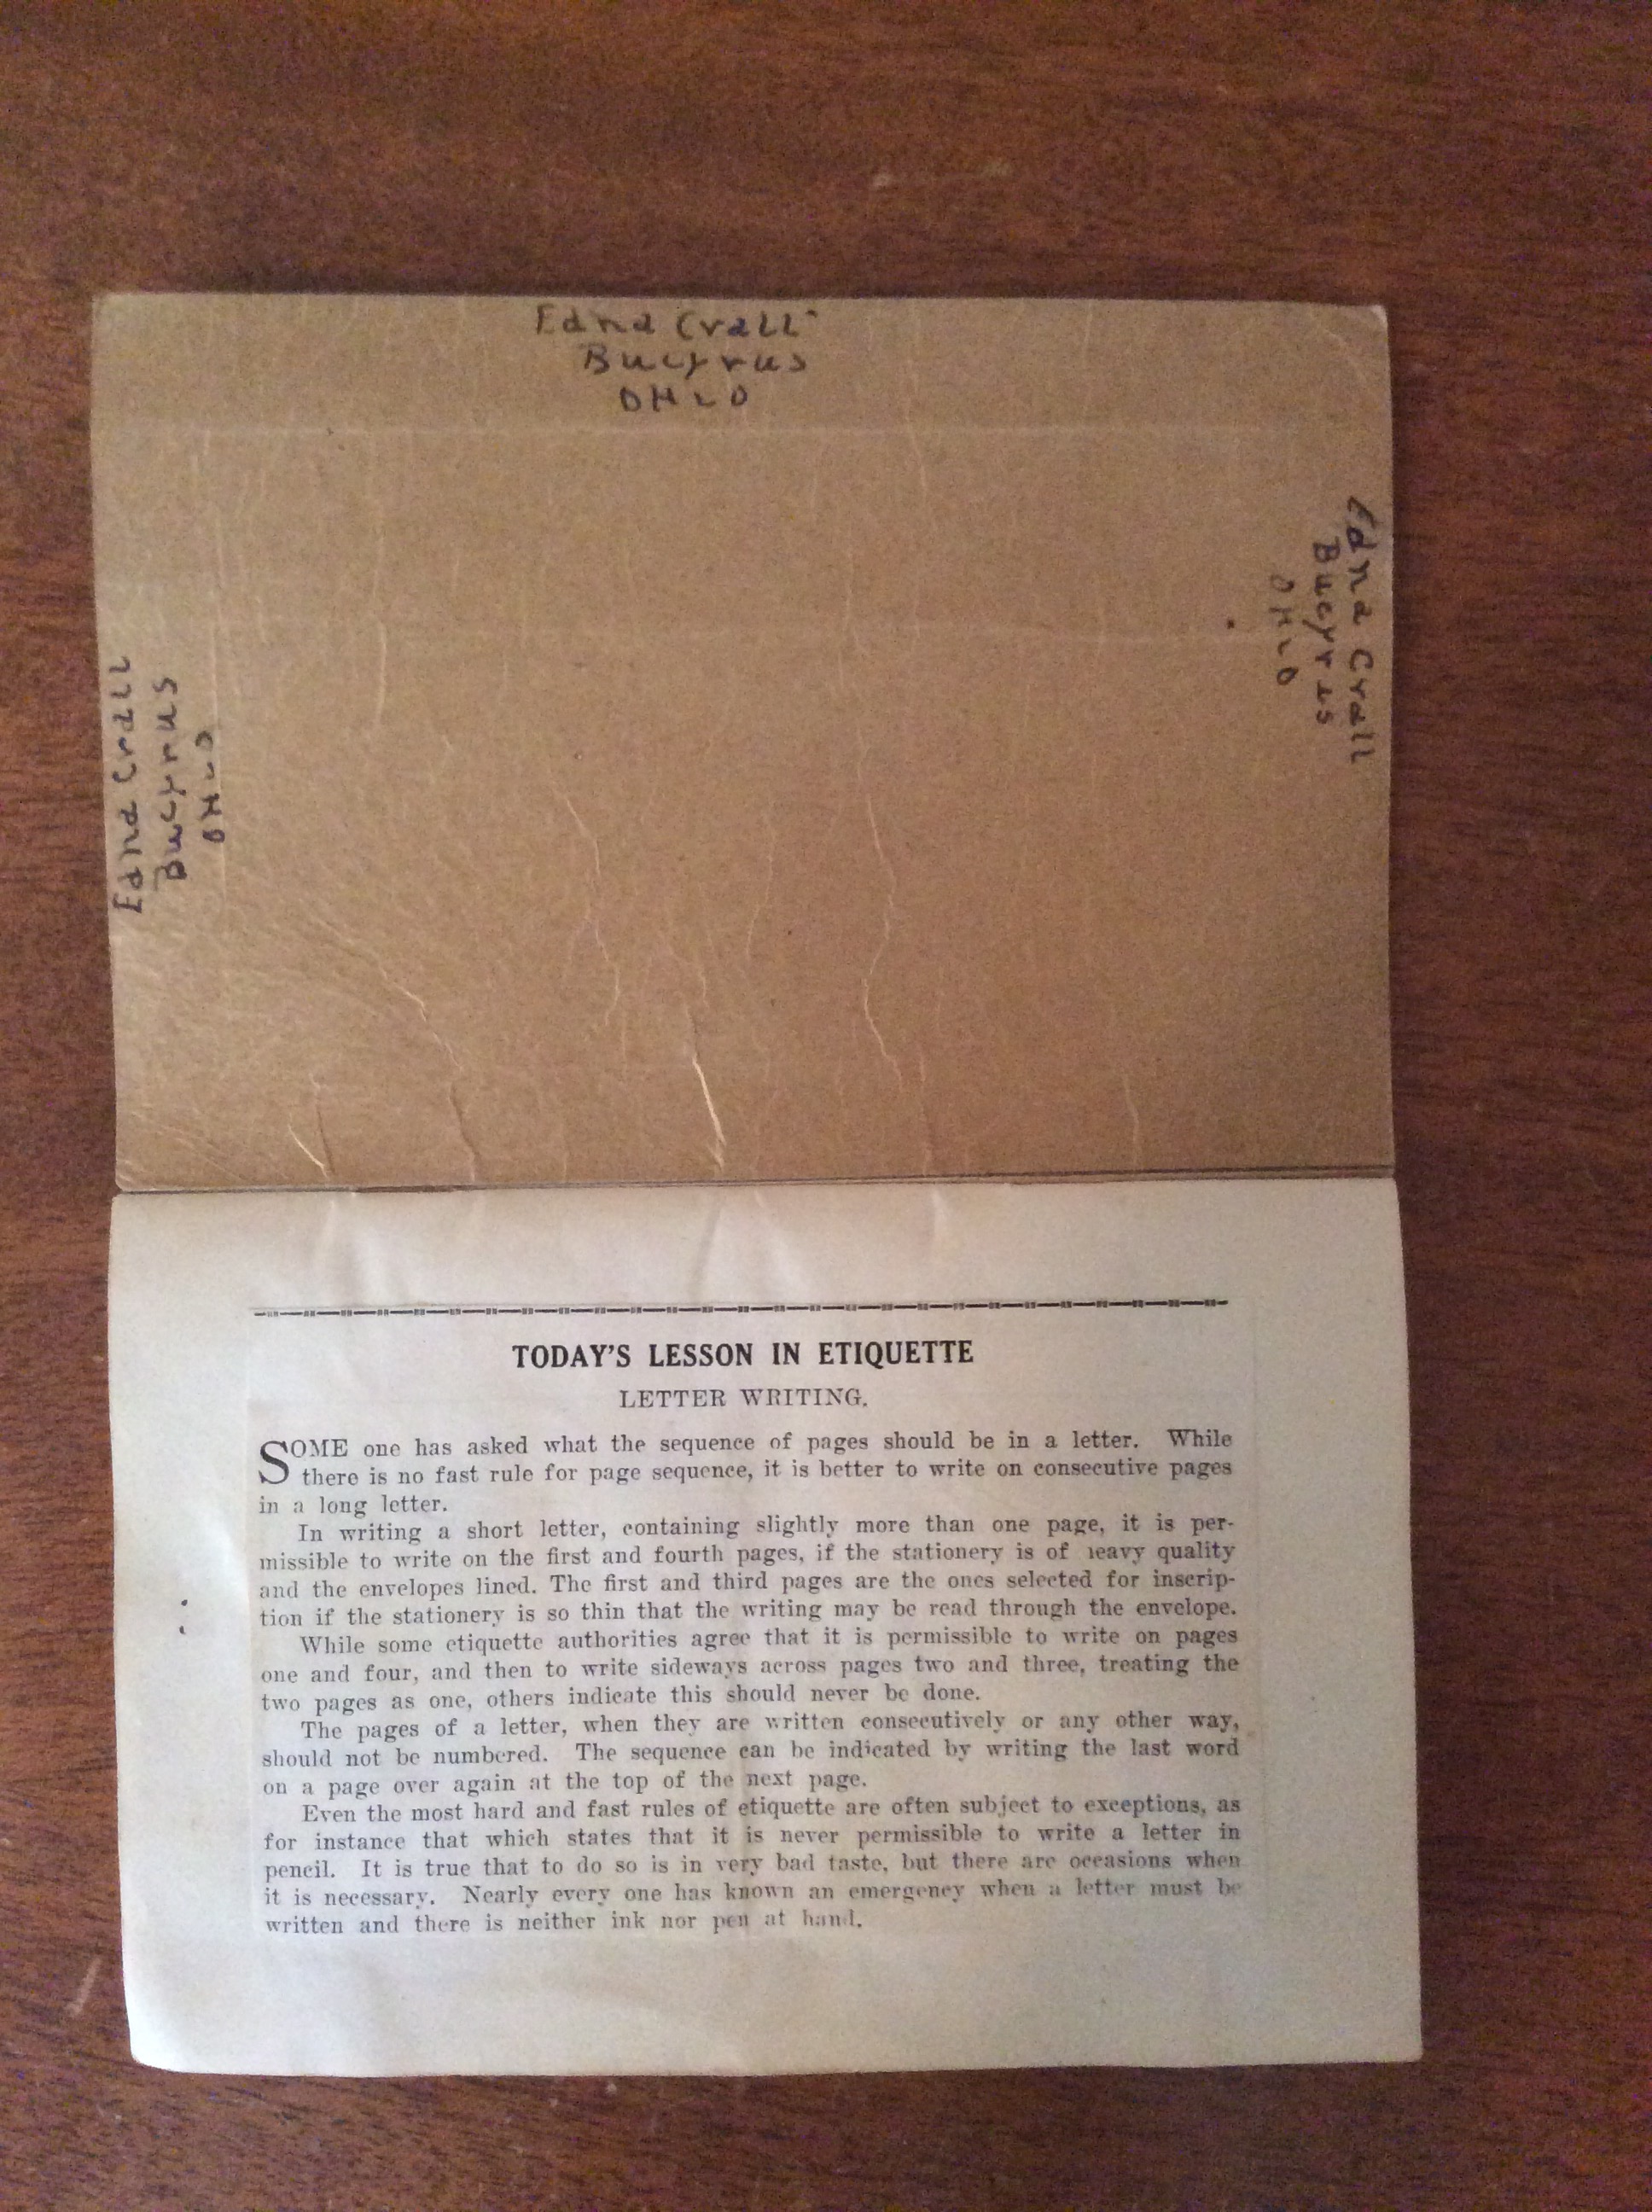 Edna Crall
Bucyrus
OHIO
Edna Crall
Bucyrus
OHIO
Edna Crall
Bucyrus
OHIO
TODAY'S LESSON IN ETIQUETTE
LETTER WRITING.
SOME one has asked what the sequence of pages should be in a letter. While
there is no fast rule for page sequence, it is better to write on consecutive pages
in a long letter.
In writing a short letter, containing slightly more than one page, it is per-
missible to write on the first and fourth pages, if the stationery is of heavy quality
and the envelopes lined. The first and third pages are the ones selected for inscrip-
tion if the stationery is so thin that the writing may be read through the envelope.
While some etiquette authorities agree that it is permissible to write on pages
one and four, and then to write sideways across pages two and three, treating the
two pages as one, others indicate this should never be done.
The pages of a letter, when they are written consecutively or any other way,
should not be numbered. The sequence can be indicated by writing the last word
on a page over again at the top of the next page.
Even the most hard and fast rules of etiquette are often subject to exceptions, as
for instance that which states that it is never permissible to write a letter in
pencil. It is true that to do so is in very bad taste, but there are occasions when
it is necessary. Nearly every one has known an emergency when a letter must be
written and there is neither ink nor pen at hand.